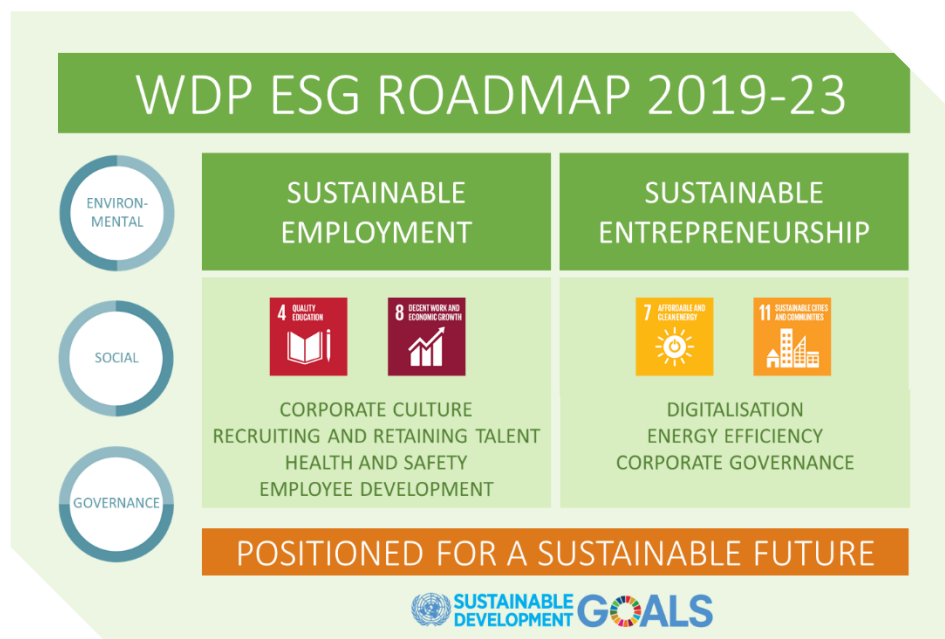 WDP ESG ROADMAP 2019-23
ENVIRON-
MENTAL
SOCIAL
GOVERNANCE
SUSTAINABLE
EMPLOYMENT
4 QUALITY
EDUCATION
8 DECENT WORK AND
ECONOMIC GROWTH
CORPORATE CULTURE
RECRUITING AND RETAINING TALENT
HEALTH AND SAFETY
EMPLOYEE DEVELOPMENT
SUSTAINABLE
ENTREPRENEURSHIP
7 AFFORDABLE AND
CLEAN ENERGY
11 SUSTAINABLE CITIES
AND COMMUNITIES
DIGITALISATION
ENERGY EFFICIENCY
CORPORATE GOVERNANCE
POSITIONED FOR A SUSTAINABLE FUTURE
SUSTAINABLE
DEVELOPMENT GOALS